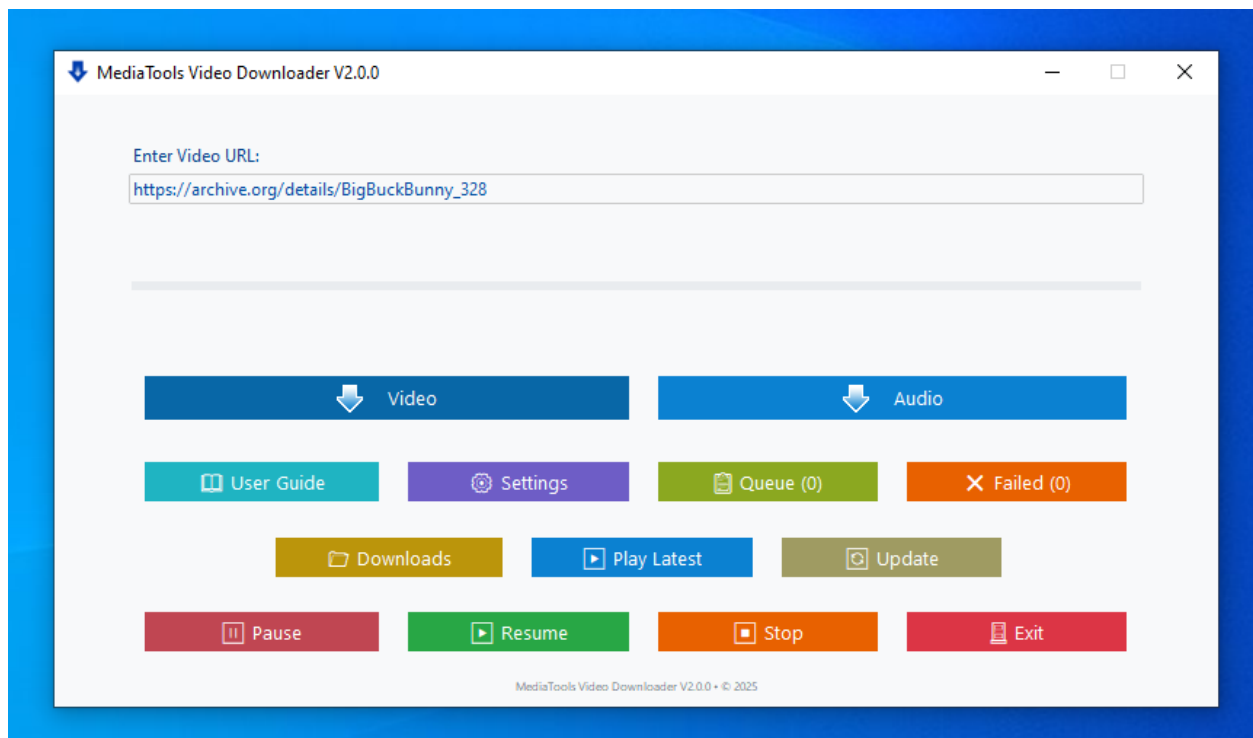 MediaTools Video Downloader V2.0.0
Enter Video URL:
https://archive.org/details/BigBuckBunny_328
Video
Audio
User Guide
Settings
Queue (0)
Failed (0)
Downloads
Play Latest
Update
Pause
Resume
Stop
Exit
MediaTools Video Downloader V2.0.0 • © 2025